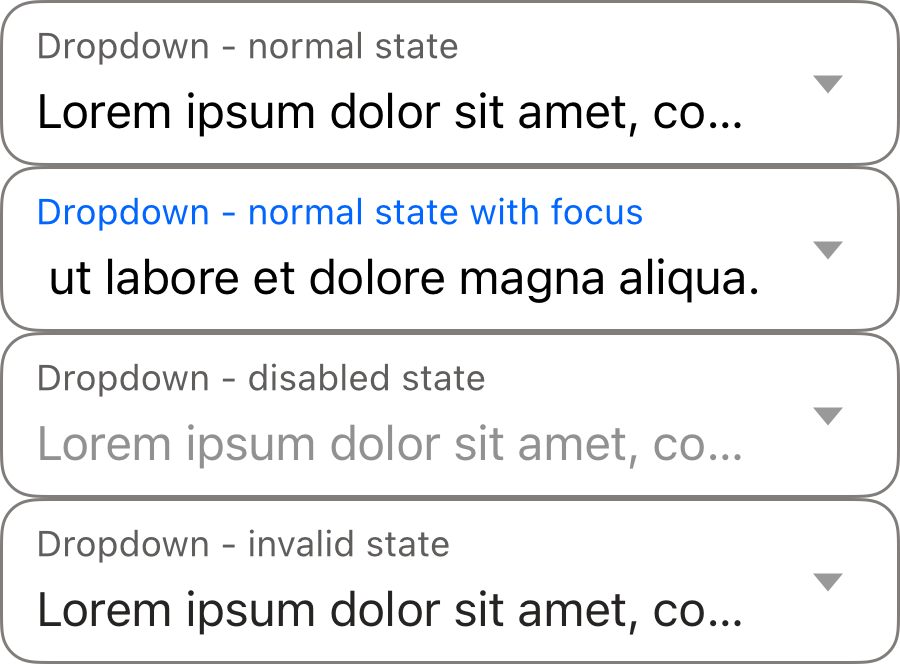 Dropdown - normal state
Lorem ipsum dolor sit amet, co...
Dropdown - normal state with focus
ut labore et dolore magna aliqua.
Dropdown - disabled state
Lorem ipsum dolor sit amet, co...
Dropdown - invalid state
Lorem ipsum dolor sit amet, co...